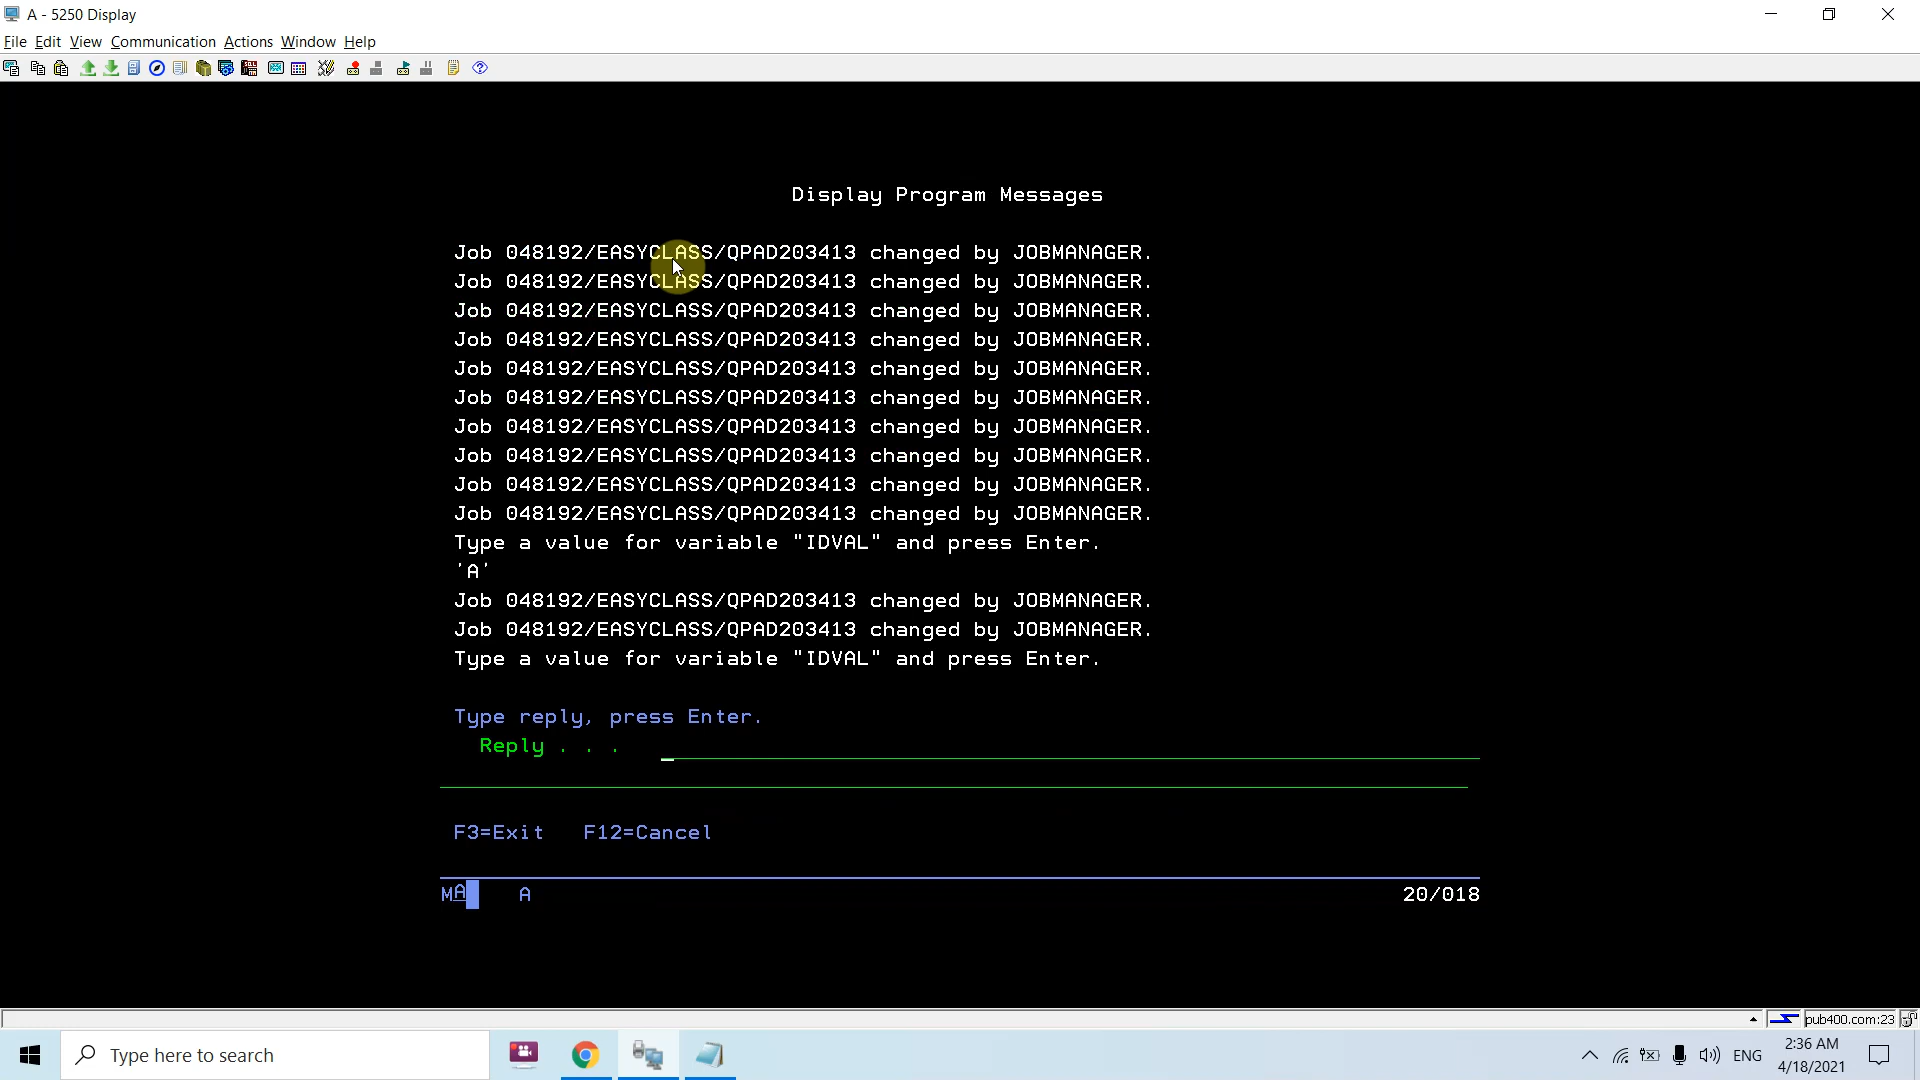 A - 5250 Display
File Edit View Communication Actions Window Help
Display Program Messages
Job 048192/EASYCLASS/QPAD203413 changed by JOBMANAGER.
Job 048192/EASYCLASS/QPAD203413 changed by JOBMANAGER.
Job 048192/EASYCLASS/QPAD203413 changed by JOBMANAGER.
Job 048192/EASYCLASS/QPAD203413 changed by JOBMANAGER.
Job 048192/EASYCLASS/QPAD203413 changed by JOBMANAGER.
Job 048192/EASYCLASS/QPAD203413 changed by JOBMANAGER.
Job 048192/EASYCLASS/QPAD203413 changed by JOBMANAGER.
Job 048192/EASYCLASS/QPAD203413 changed by JOBMANAGER.
Job 048192/EASYCLASS/QPAD203413 changed by JOBMANAGER.
Job 048192/EASYCLASS/QPAD203413 changed by JOBMANAGER.
Type a value for variable "IDVAL" and press Enter.
'A'
Job 048192/EASYCLASS/QPAD203413 changed by JOBMANAGER.
Job 048192/EASYCLASS/QPAD203413 changed by JOBMANAGER.
Type a value for variable "IDVAL" and press Enter.
Type reply, press Enter.
Reply . . .
F3=Exit F12=Cancel
MA A 20/018
pub400.com:23
Type here to search
ENG
2:36 AM
4/18/2021